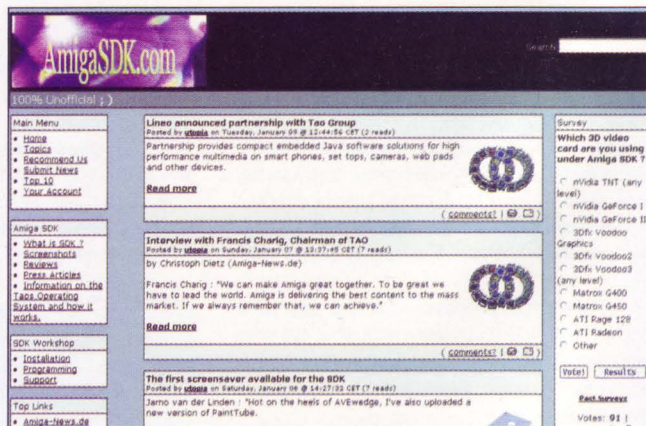 AmigaSDK.com
Search
100% Unofficial ; )
Main Menu
Home
Topics
Recommend Us
Submit News
Top 10
Your Account
Amiga SDK
What is SDK ?
Screenshots
Reviews
Press Articles
Information on the
Taos Operating
System and how it
works.
SDK Workshop
Installation
Programming
Support
Top Links
Amiga-News.de
Lineo announced partnership with Tao Group
Posted by utopia on Tuesday, January 09 @ 12:44:56 CET (2 reads)
Partnership provides compact embedded Java software solutions for high
performance multimedia on smart phones, set tops, cameras, web pads
and other devices.
Read more
( comments? | )
Interview with Francis Charig, Chairman of TAO
Posted by utopia on Sunday, January 07 @ 13:37:45 CET (7 reads)
by Christoph Dietz (Amiga-News.de)
Francis Charig : "We can make Amiga great together. To be great we
have to lead the world. Amiga is delivering the best content to the mass
market. If we always remember that, we can achieve."
Read more
( comments? | )
The first screensaver available for the SDK
Posted by utopia on Saturday, January 06 @ 14:27:33 CET (7 reads)
Jarno van der Linden : "Hot on the heels of AVEwedge, I've also uploaded a
new version of PaintTube.
Survey
Which 3D video
card are you using
under Amiga SDK ?
nVidia TNT (any
level)
nVidia GeForce I
nVidia GeForce II
3Dfx Voodoo
Graphics
3Dfx Voodoo2
3Dfx Voodoo3
(any level)
Matrox G400
Matrox G450
ATI Rage 128
ATI Radeon
Other
Vote! Results
Past Surveys
Votes: 91 |